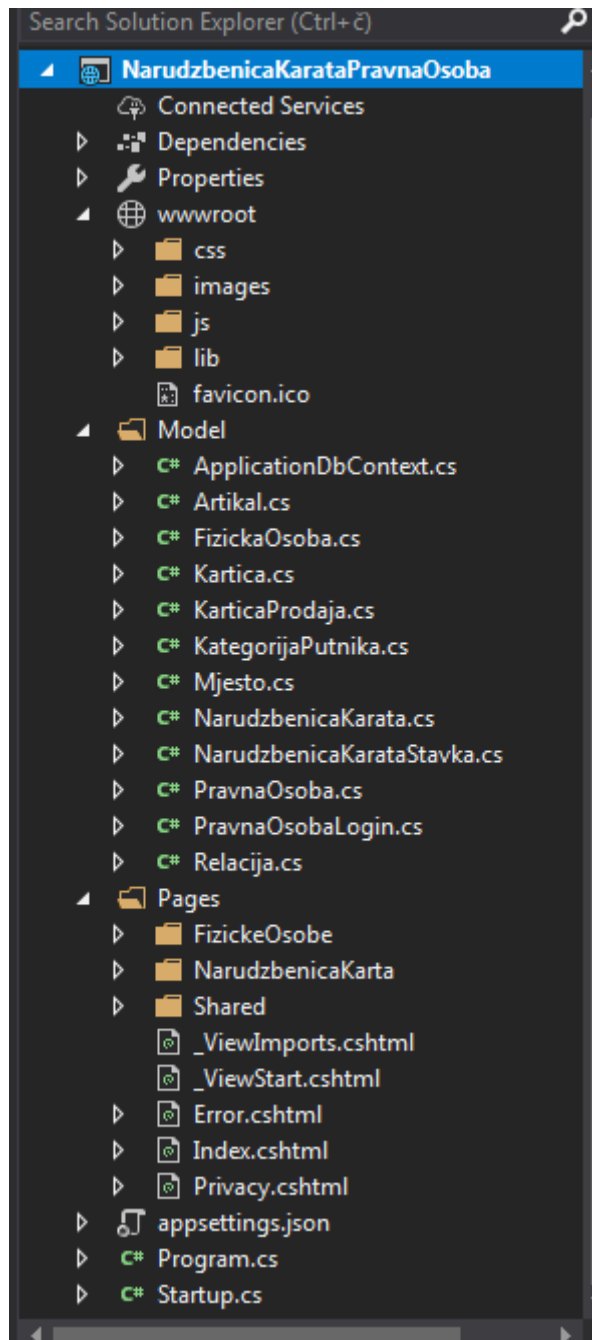 Search Solution Explorer (Ctrl+č)
NarudzbenicaKarataPravnaOsoba
Connected Services
Dependencies
Properties
wwwroot
css
images
js
lib
favicon.ico
Model
C# ApplicationDbContext.cs
C# Artikal.cs
C# FizickaOsoba.cs
C# Kartica.cs
C# KarticaProdaja.cs
C# KategorijaPutnika.cs
C# Mjesto.cs
C# NarudzbenicaKarata.cs
C# NarudzbenicaKarataStavka.cs
C# PravnaOsoba.cs
C# PravnaOsobaLogin.cs
C# Relacija.cs
Pages
FizickeOsobe
NarudzbenicaKarta
Shared
_ViewImports.cshtml
_ViewStart.cshtml
Error.cshtml
Index.cshtml
Privacy.cshtml
appsettings.json
C# Program.cs
C# Startup.cs